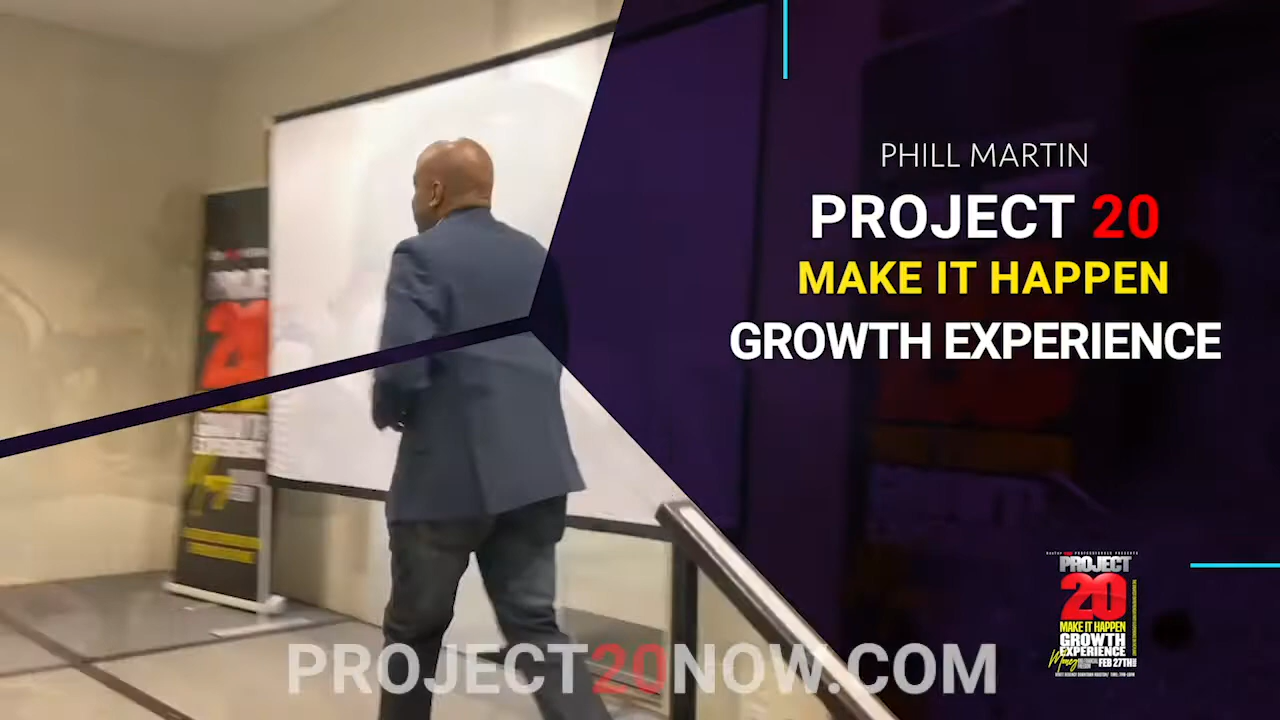 PHILL MARTIN
PROJECT 20
MAKE IT HAPPEN
GROWTH EXPERIENCE
PROJECT
20
MAKE IT HAPPEN
GROWTH
EXPERIENCE
Money
FEB 27TH
PROJECT20NOW.COM